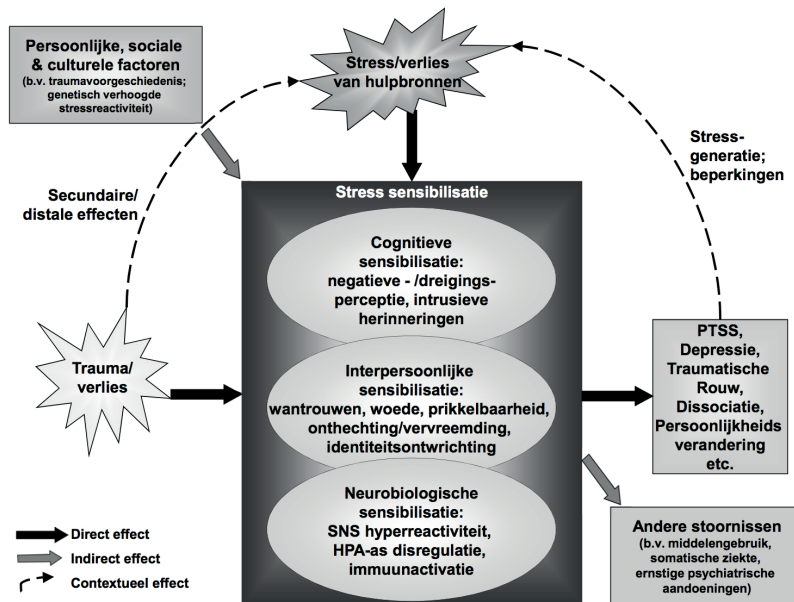 Persoonlijke, sociale
& culturele factoren
(b.v. traumavoorgeschiedenis;
genetisch verhoogde
stressreactiviteit)
Stress/verlies
van hulpbronnen
Stress-
generatie;
beperkingen
Secundaire/
distale effecten
Stress sensibilisatie
Cognitieve
sensibilisatie:
negatieve - /dreigings-
perceptie, intrusieve
herinneringen
Trauma/
verlies
Interpersoonlijke
sensibilisatie:
wantrouwen, woede, prikkelbaarheid,
onthechting/vervreemding,
identiteitsontwrichting
PTSS,
Depressie,
Traumatische
Rouw,
Dissociatie,
Persoonlijkheids
verandering
etc.
Neurobiologische
sensibilisatie:
SNS hyperreactiviteit,
HPA-as disregulatie,
immuunactivatie
Andere stoornissen
(b.v. middelengebruik,
somatische ziekte,
ernstige psychiatrische
aandoeningen)
Direct effect
Indirect effect
Contextueel effect